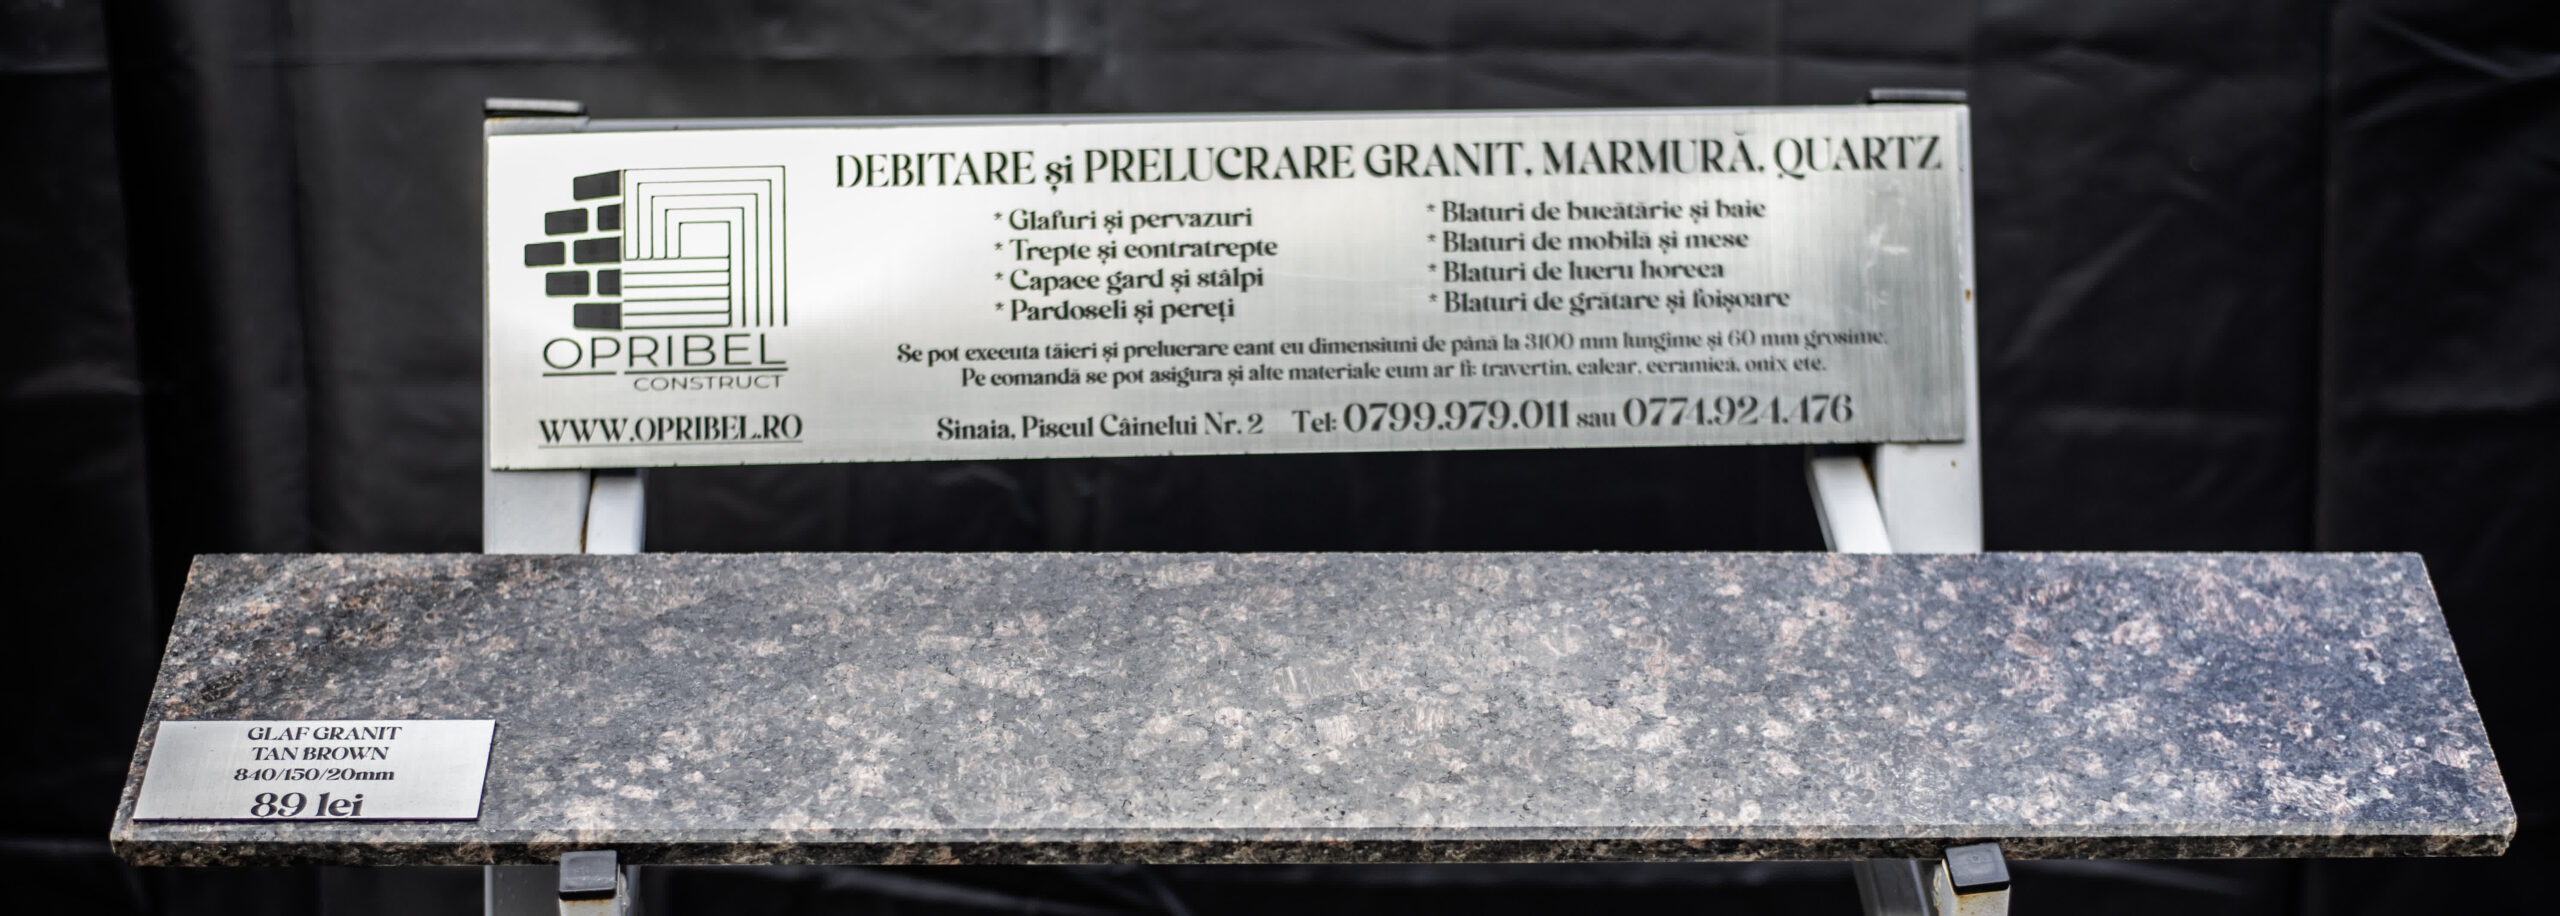 OPRIBEL
CONSTRUCT
WWW.OPRIBEL.RO
DEBITARE și PRELUCRARE GRANIT, MARMURĂ, QUARTZ
* Glafuri și pervazuri
* Trepte și contratrepte
* Capace gard și stâlpi
* Pardoseli și pereți
* Blaturi de bucătărie și baie
* Blaturi de mobilă și mese
* Blaturi de lucru horeca
* Blaturi de grătare și foișoare
Se pot executa tăieri și prelucrare cant cu dimensiuni de până la 3100 mm lungime și 60 mm grosime.
Pe comandă se pot asigura și alte materiale cum ar fi: travertin, calcar, ceramică, onix etc.
Sinaia, Piscul Câinelui Nr. 2 Tel: 0799.979.011 sau 0774.924.476
GLAF GRANIT
TAN BROWN
840/150/20mm
89 lei